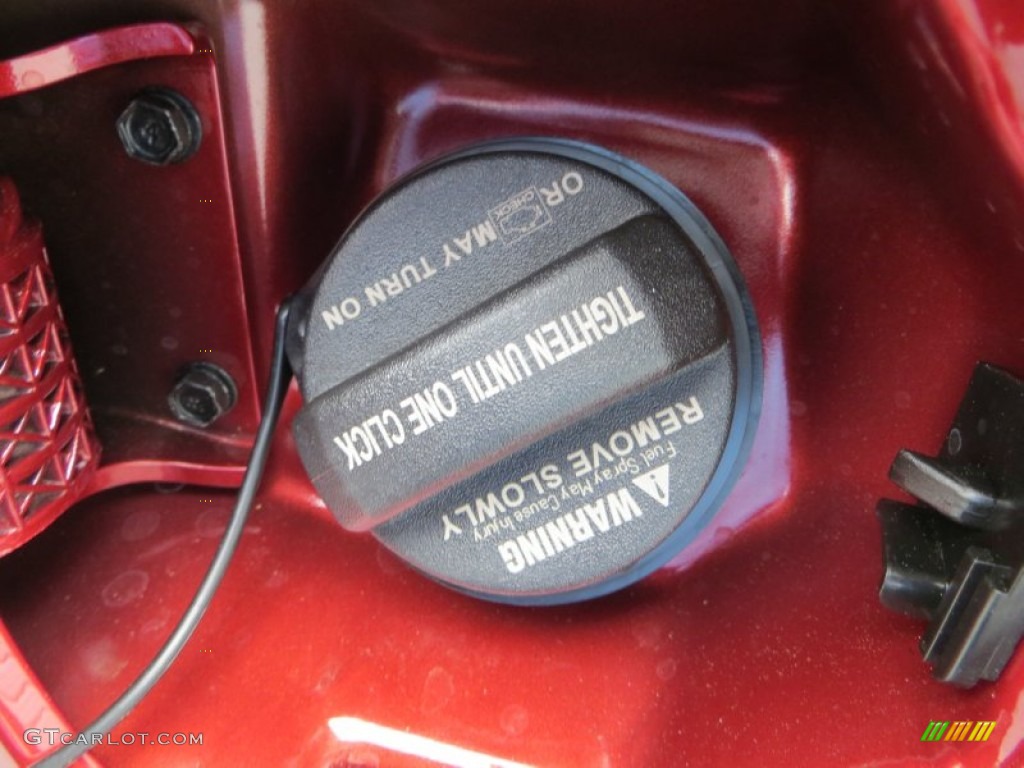 ⚠ WARNING
Fuel Spray May Cause Injury
REMOVE SLOWLY
TIGHTEN UNTIL ONE CLICK
OR CHECK MAY TURN ON
GTCARLOT.COM